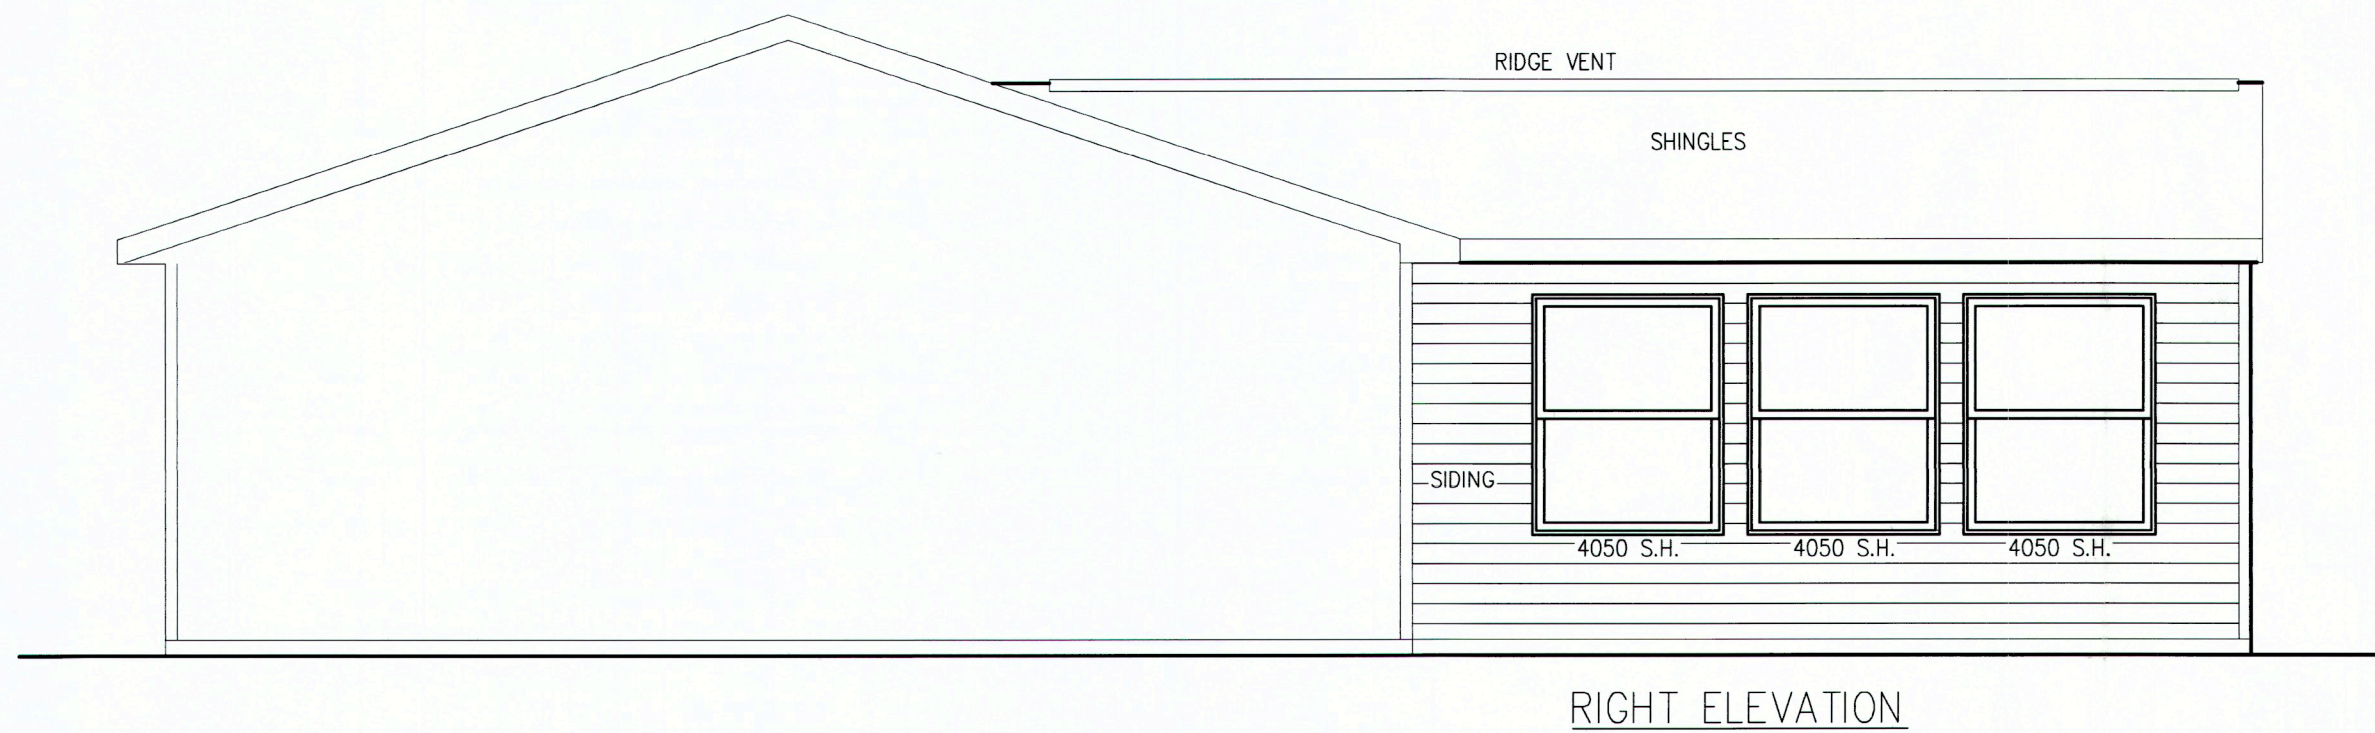 RIDGE VENT
SHINGLES
SIDING
4050 S.H. 4050 S.H. 4050 S.H.
RIGHT ELEVATION